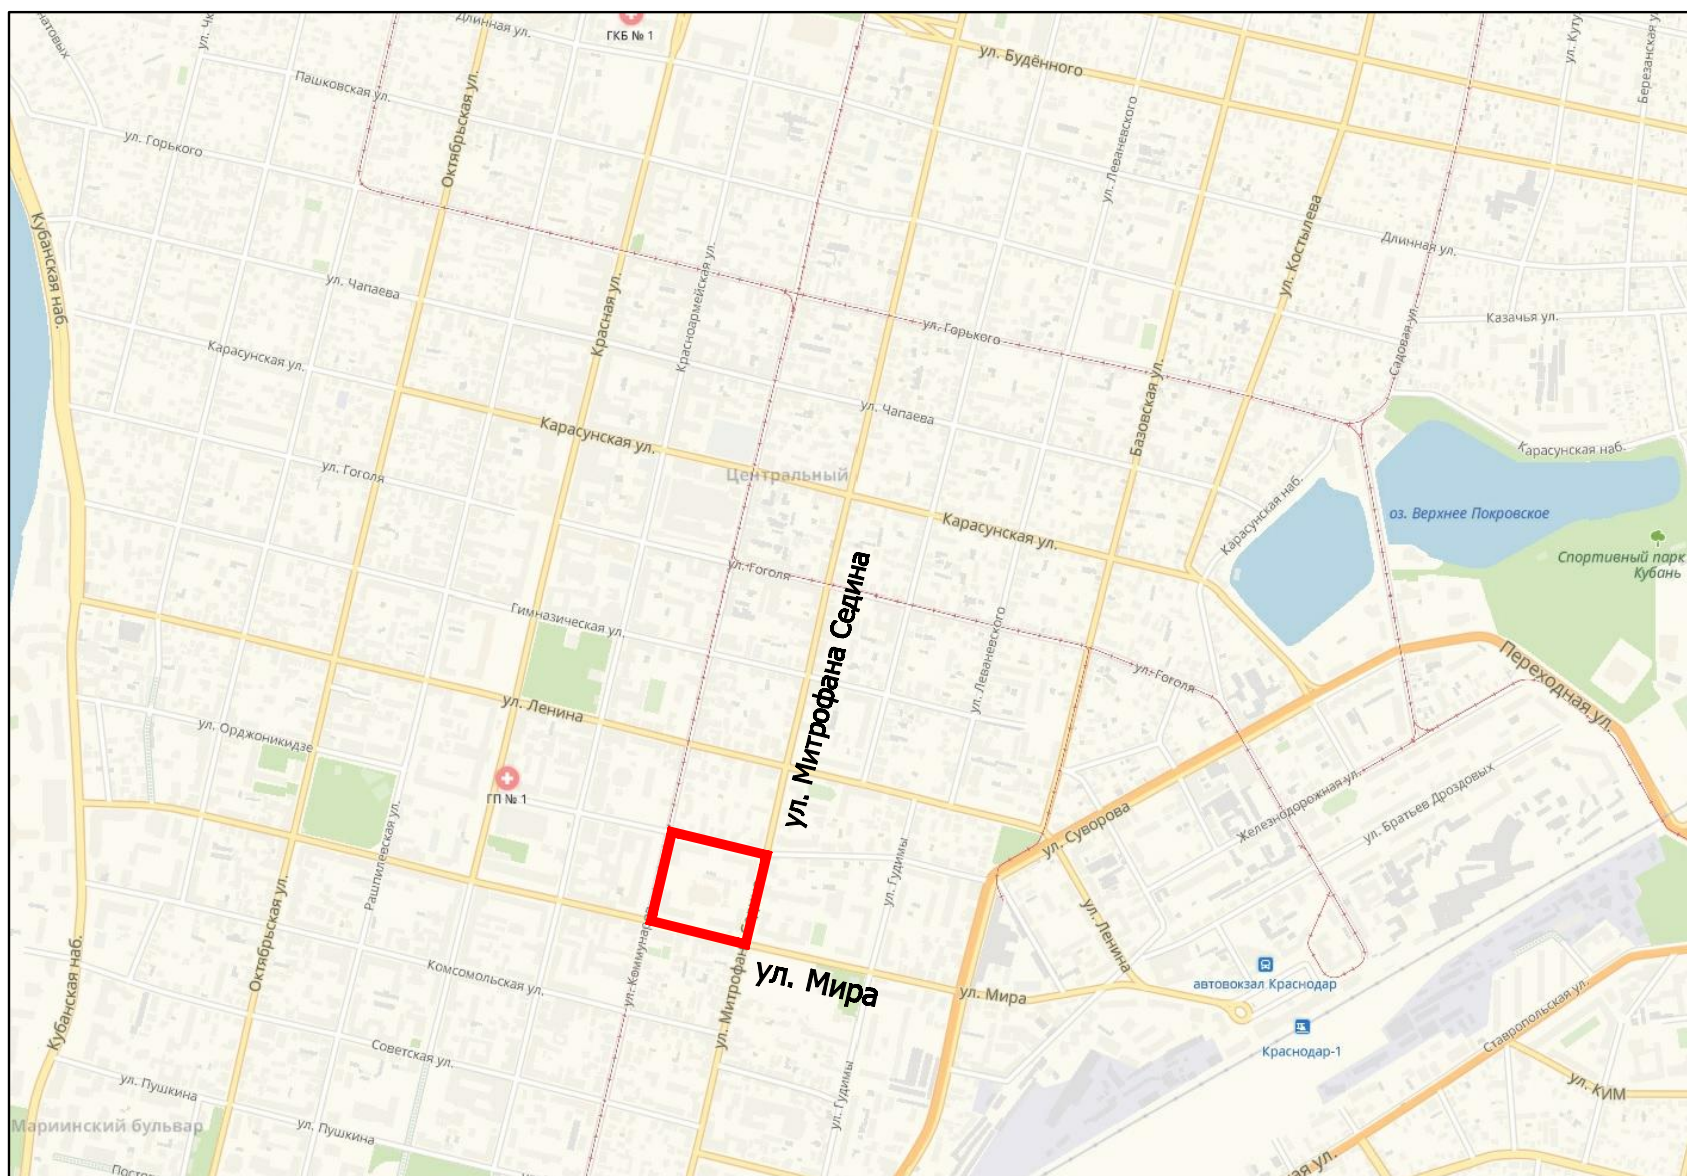 Длинная ул.
ГКБ № 1
ул. Будённого
Березанская ул.
Пашковская ул.
Октябрьская ул.
ул. Горького
ул. Леваневского
Кубанская наб.
ул. Костылева
Длинная ул.
ул. Чапаева
Красная ул.
Красноармейская ул.
ул. Горького
Казачья ул.
Садовая ул.
Карасунская ул.
ул. Чапаева
Базовская ул.
Карасунская ул.
Карасунская наб.
ул. Гоголя
Центральный
Карасунская наб.
оз. Верхнее Покровское
Карасунская ул.
Спортивный парк
Кубань
ул. Гоголя
ул. Митрофана Седина
Гимназическая ул.
ул. Леваневского
ул. Гоголя
Переходная ул.
ул. Ленина
ул. Орджоникидзе
ГП № 1
Рашпилевская ул.
Железнодорожная ул.
ул. Братьев Дроздовых
ул. Суворова
ул. Гудимы
Октябрьская ул.
ул. Ленина
Кубанская наб.
Комсомольская ул.
ул. Мира
ул. Мира
автовокзал Краснодар
Ставропольская ул.
Краснодар-1
Советская ул.
ул. Пушкина
ул. Гудимы
ул. КИМ
Мариинский бульвар
ул. Пушкина